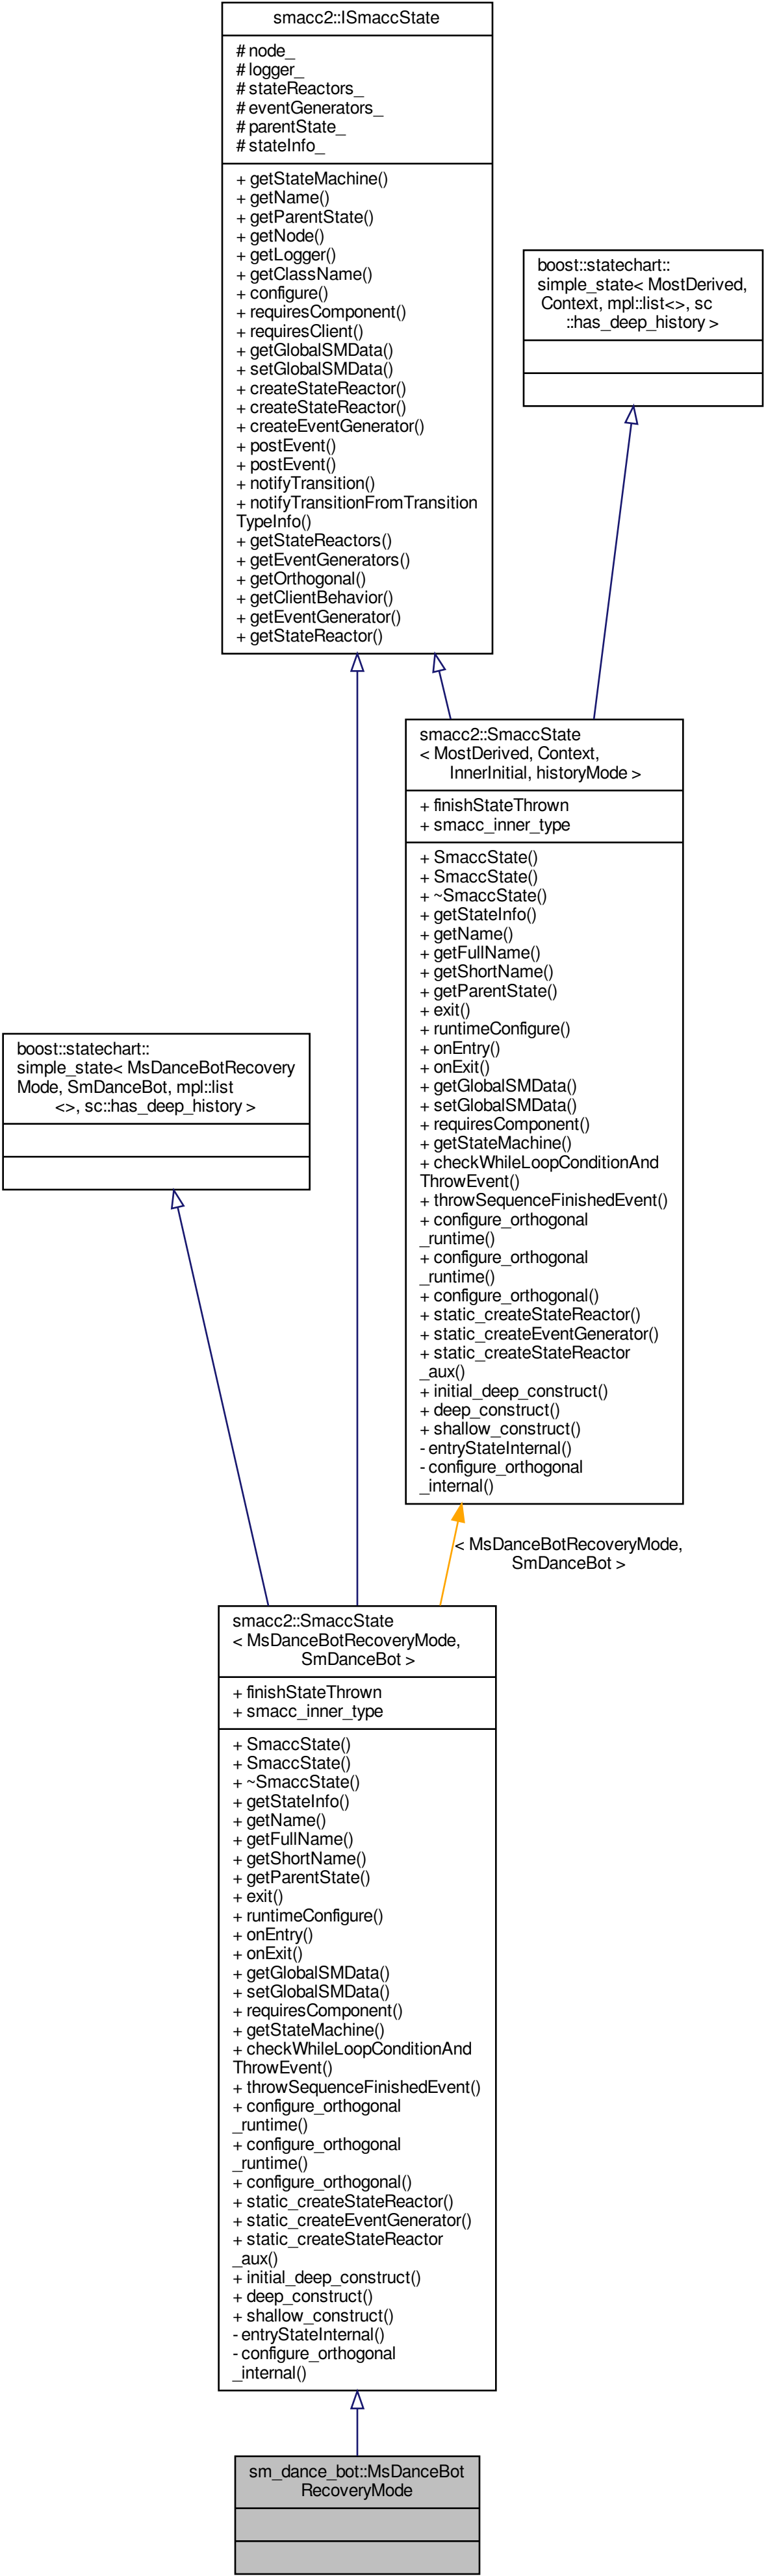 smacc2::ISmaccState
# node_
# logger_
# stateReactors_
# eventGenerators_
# parentState_
# stateInfo_
+ getStateMachine()
+ getName()
+ getParentState()
+ getNode()
+ getLogger()
+ getClassName()
+ configure()
+ requiresComponent()
+ requiresClient()
+ getGlobalSMData()
+ setGlobalSMData()
+ createStateReactor()
+ createStateReactor()
+ createEventGenerator()
+ postEvent()
+ postEvent()
+ notifyTransition()
+ notifyTransitionFromTransition
TypeInfo()
+ getStateReactors()
+ getEventGenerators()
+ getOrthogonal()
+ getClientBehavior()
+ getEventGenerator()
+ getStateReactor()
boost::statechart::
simple_state< MostDerived,
Context, mpl::list<>, sc
::has_deep_history >
smacc2::SmaccState
< MostDerived, Context,
InnerInitial, historyMode >
+ finishStateThrown
+ smacc_inner_type
+ SmaccState()
+ SmaccState()
+ ~SmaccState()
+ getStateInfo()
+ getName()
+ getFullName()
+ getShortName()
+ getParentState()
+ exit()
+ runtimeConfigure()
+ onEntry()
+ onExit()
+ getGlobalSMData()
+ setGlobalSMData()
+ requiresComponent()
+ getStateMachine()
+ checkWhileLoopConditionAnd
ThrowEvent()
+ throwSequenceFinishedEvent()
+ configure_orthogonal
_runtime()
+ configure_orthogonal
_runtime()
+ configure_orthogonal()
+ static_createStateReactor()
+ static_createEventGenerator()
+ static_createStateReactor
_aux()
+ initial_deep_construct()
+ deep_construct()
+ shallow_construct()
- entryStateInternal()
- configure_orthogonal
_internal()
boost::statechart::
simple_state< MsDanceBotRecovery
Mode, SmDanceBot, mpl::list
<>, sc::has_deep_history >
< MsDanceBotRecoveryMode,
SmDanceBot >
smacc2::SmaccState
< MsDanceBotRecoveryMode,
SmDanceBot >
+ finishStateThrown
+ smacc_inner_type
+ SmaccState()
+ SmaccState()
+ ~SmaccState()
+ getStateInfo()
+ getName()
+ getFullName()
+ getShortName()
+ getParentState()
+ exit()
+ runtimeConfigure()
+ onEntry()
+ onExit()
+ getGlobalSMData()
+ setGlobalSMData()
+ requiresComponent()
+ getStateMachine()
+ checkWhileLoopConditionAnd
ThrowEvent()
+ throwSequenceFinishedEvent()
+ configure_orthogonal
_runtime()
+ configure_orthogonal
_runtime()
+ configure_orthogonal()
+ static_createStateReactor()
+ static_createEventGenerator()
+ static_createStateReactor
_aux()
+ initial_deep_construct()
+ deep_construct()
+ shallow_construct()
- entryStateInternal()
- configure_orthogonal
_internal()
sm_dance_bot::MsDanceBot
RecoveryMode